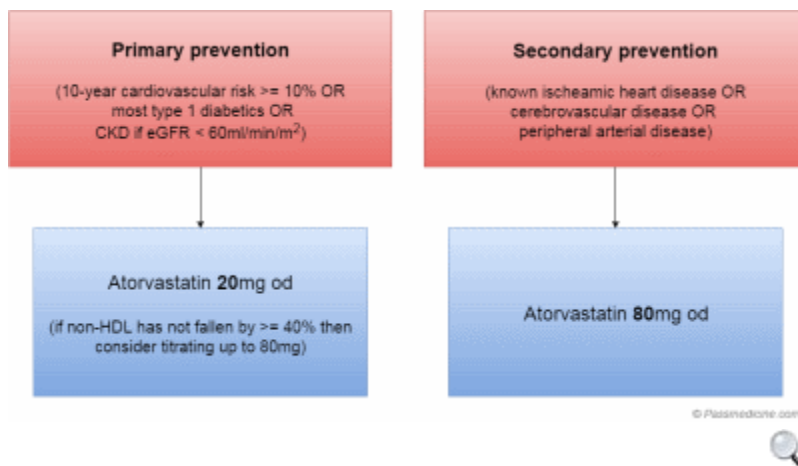 Primary prevention
(10-year cardiovascular risk >= 10% OR
most type 1 diabetics OR
CKD if eGFR < 60ml/min/m²)
Atorvastatin 20mg od
(if non-HDL has not fallen by >= 40% then
consider titrating up to 80mg)
Secondary prevention
(known ischeamic heart disease OR
cerebrovascular disease OR
peripheral arterial disease)
Atorvastatin 80mg od
© Passmedicine.com